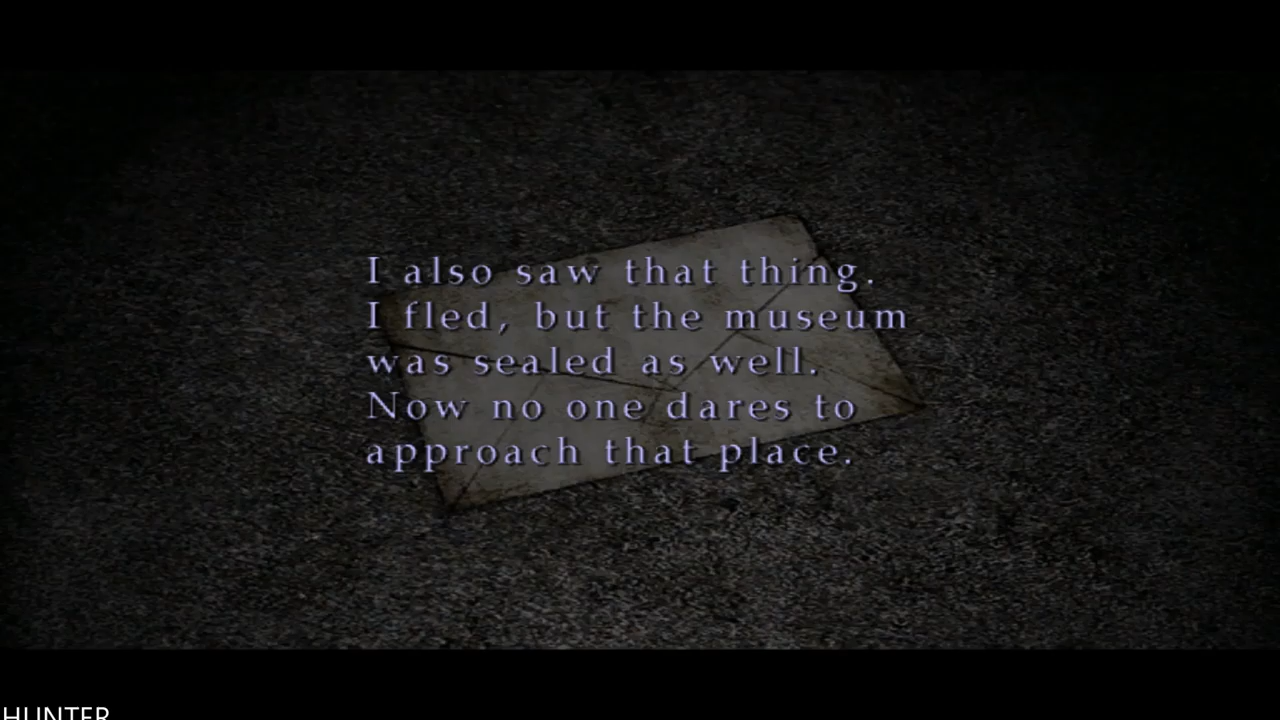 I also saw that thing.
I fled, but the museum
was sealed as well.
Now no one dares to
approach that place.
HUNTER